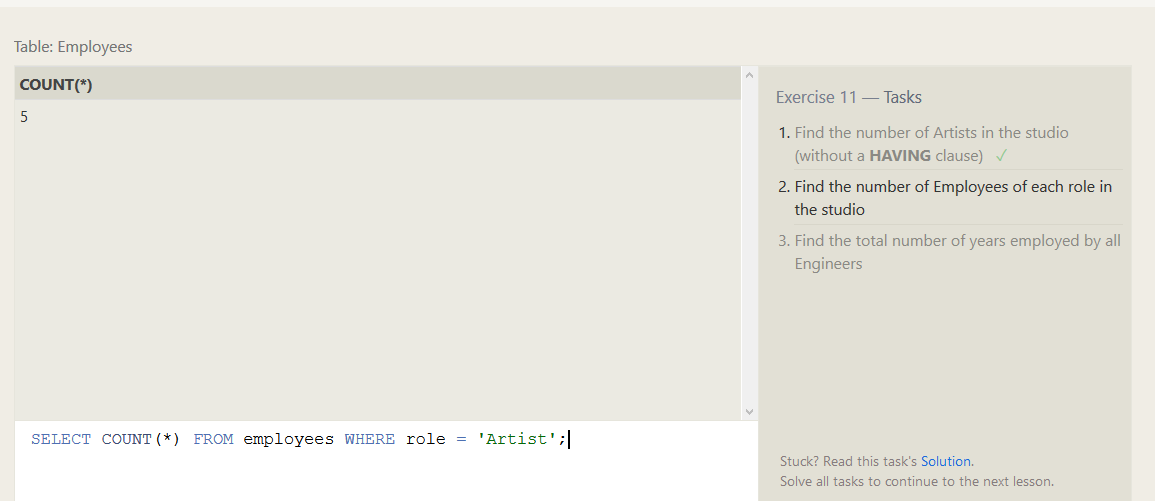 Table: Employees
COUNT(*)
5
SELECT COUNT(*) FROM employees WHERE role = 'Artist';
Exercise 11 — Tasks
1. Find the number of Artists in the studio
(without a HAVING clause) ✓
2. Find the number of Employees of each role in
the studio
3. Find the total number of years employed by all
Engineers
Stuck? Read this task's Solution.
Solve all tasks to continue to the next lesson.